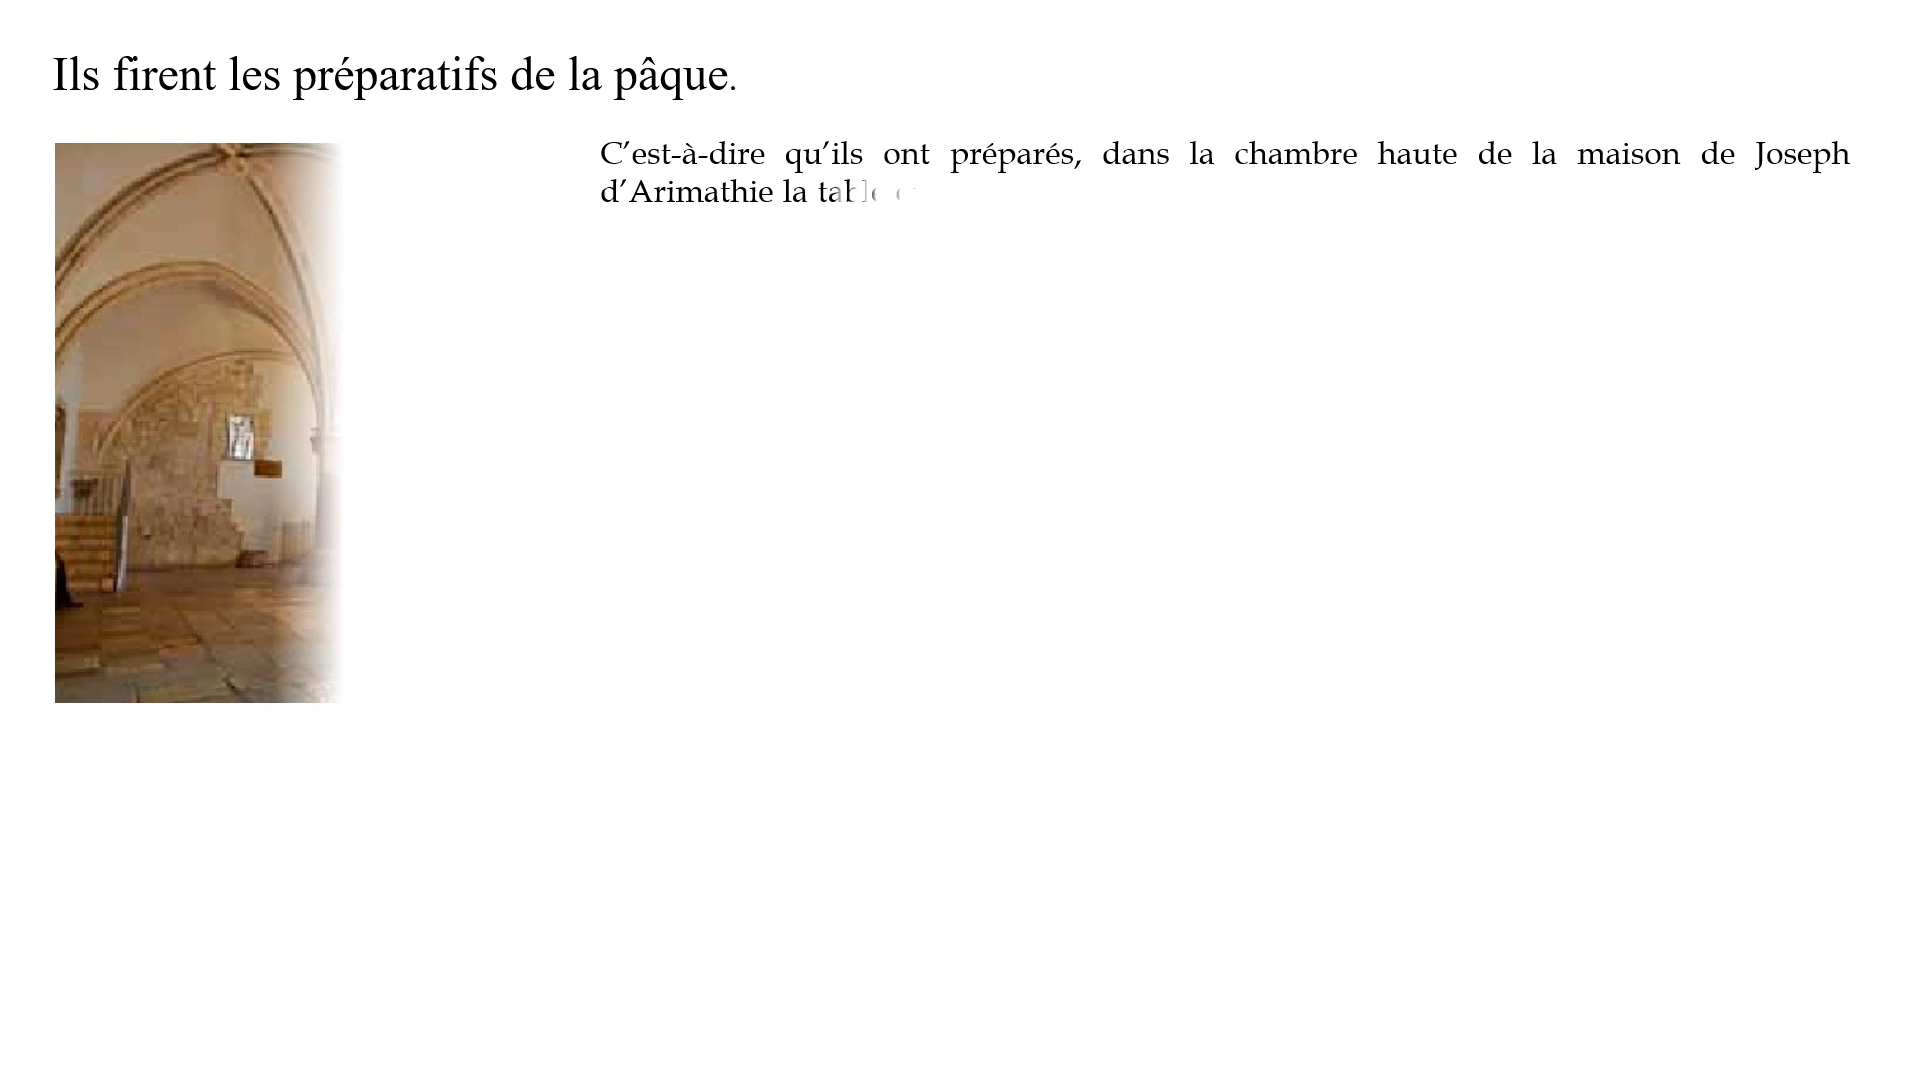 Ils firent les préparatifs de la pâque.
C’est-à-dire qu’ils ont préparés, dans la chambre haute de la maison de Joseph
d’Arimathie la table